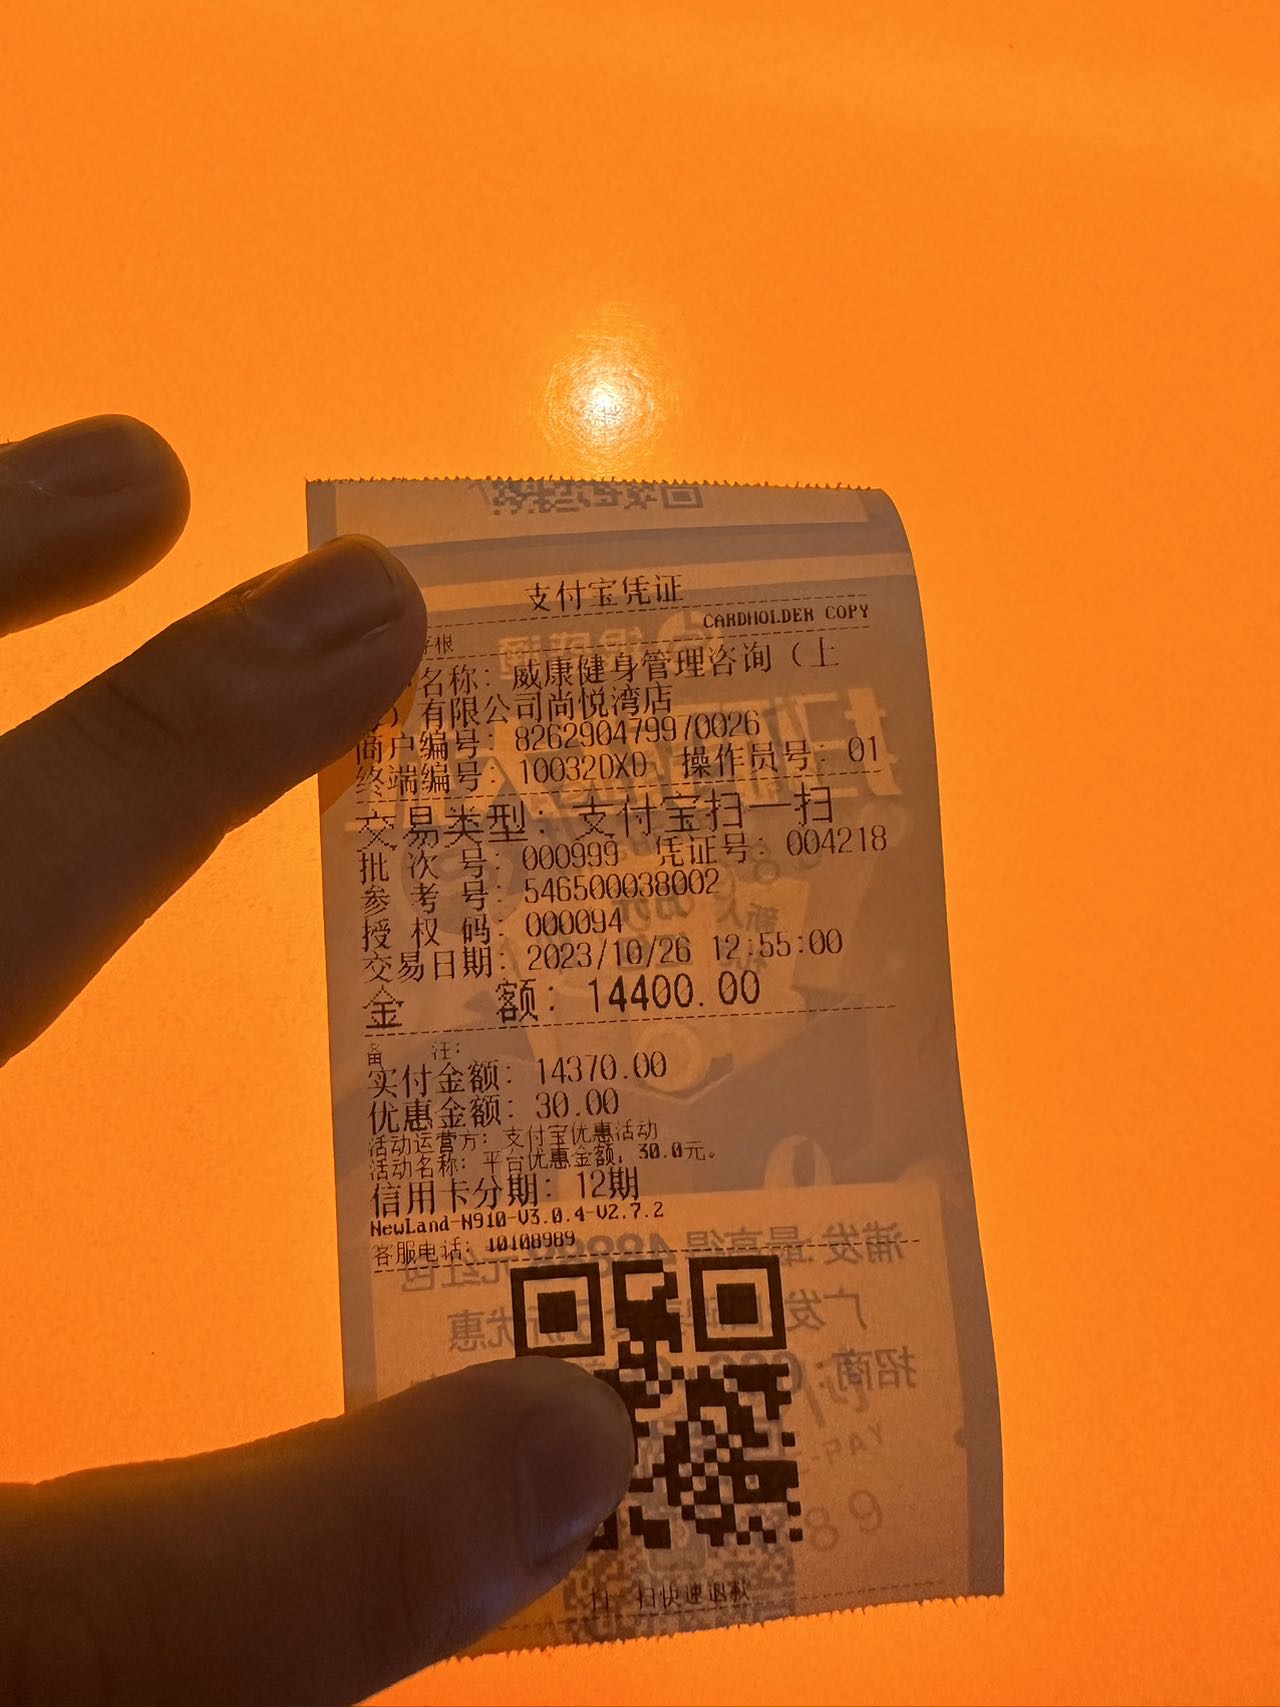 支付宝凭证
CARDHOLDER COPY
存根
名称: 威康健身管理咨询 (上
) 有限公司尚悦湾店
商户编号: 826290479970026
终端编号: 10032DXD 操作员号: 01
交易类型: 支付宝扫一扫
批次号: 000999 凭证号: 004218
参考号: 546500038002
授权码: 000094
交易日期: 2023/10/26 12:55:00
金额: 14400.00
备注:
实付金额: 14370.00
优惠金额: 30.00
活动运营方: 支付宝优惠活动
活动名称: 平台优惠金额: 30.0元。
信用卡分期: 12期
NewLand-N910-V3.0.4-V2.7.2
客服电话: 10108989
扫一扫快速退款